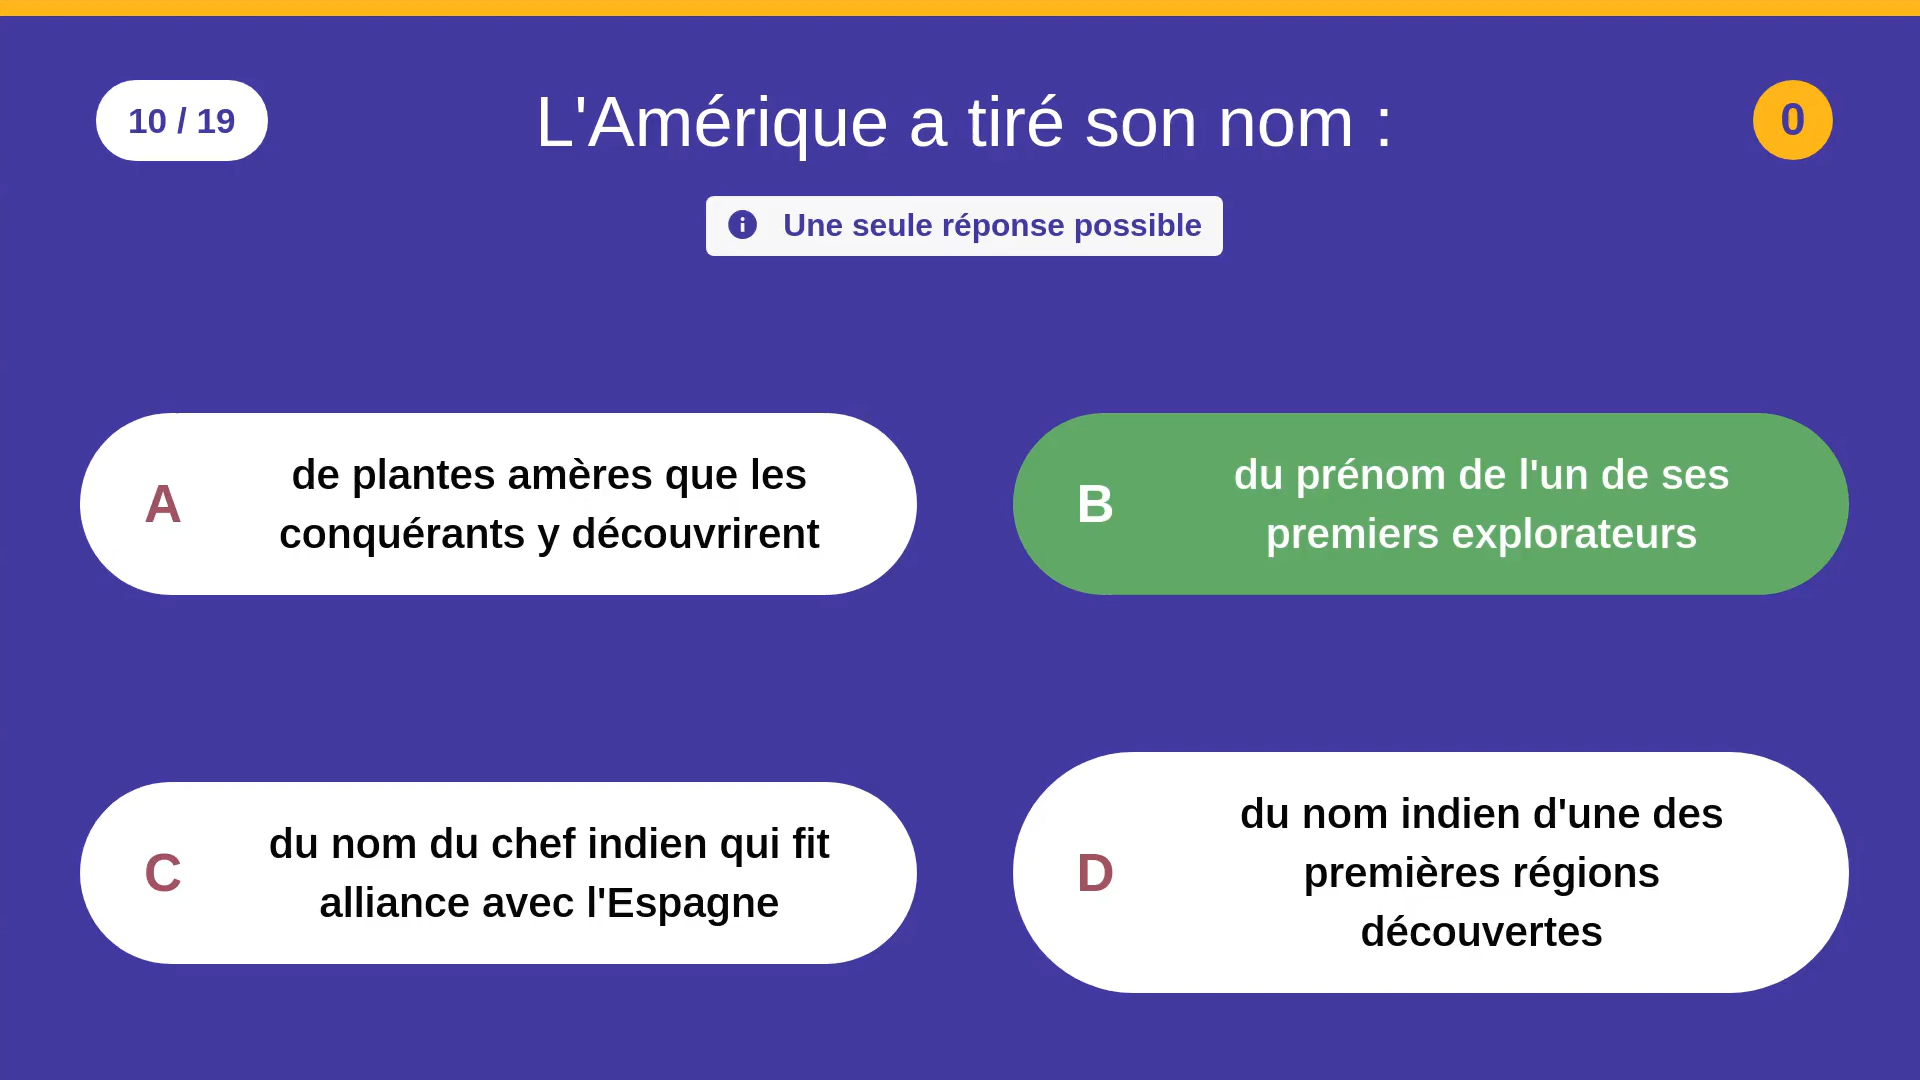 10 / 19
L'Amérique a tiré son nom :
0
Une seule réponse possible
A
de plantes amères que les
conquérants y découvrirent
B
du prénom de l'un de ses
premiers explorateurs
C
du nom du chef indien qui fit
alliance avec l'Espagne
D
du nom indien d'une des
premières régions
découvertes